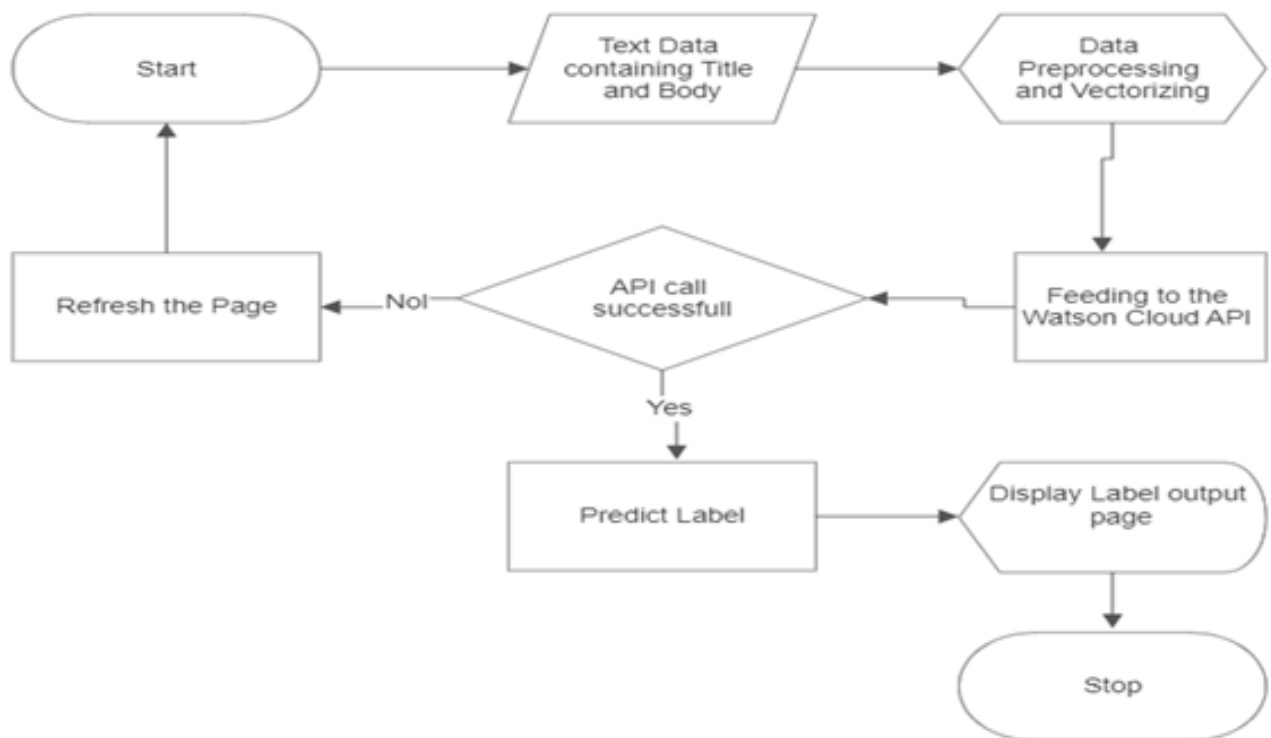 Start
Text Data
containing Title
and Body
Data
Preprocessing
and Vectorizing
Refresh the Page
NoI
API call
successfull
Feeding to the
Watson Cloud API
Yes
Predict Label
Display Label output
page
Stop